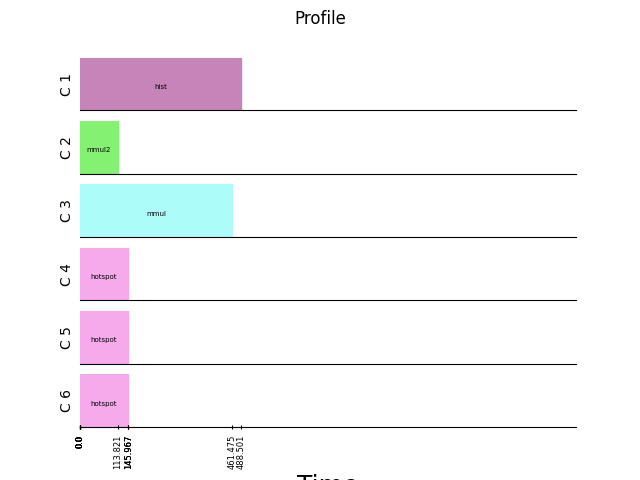 Profile
C 1
hist
C 2
mmul2
C 3
mmul
C 4
hotspot
C 5
hotspot
C 6
hotspot
0.0
113.821
145.967
461.475
488.501
Time